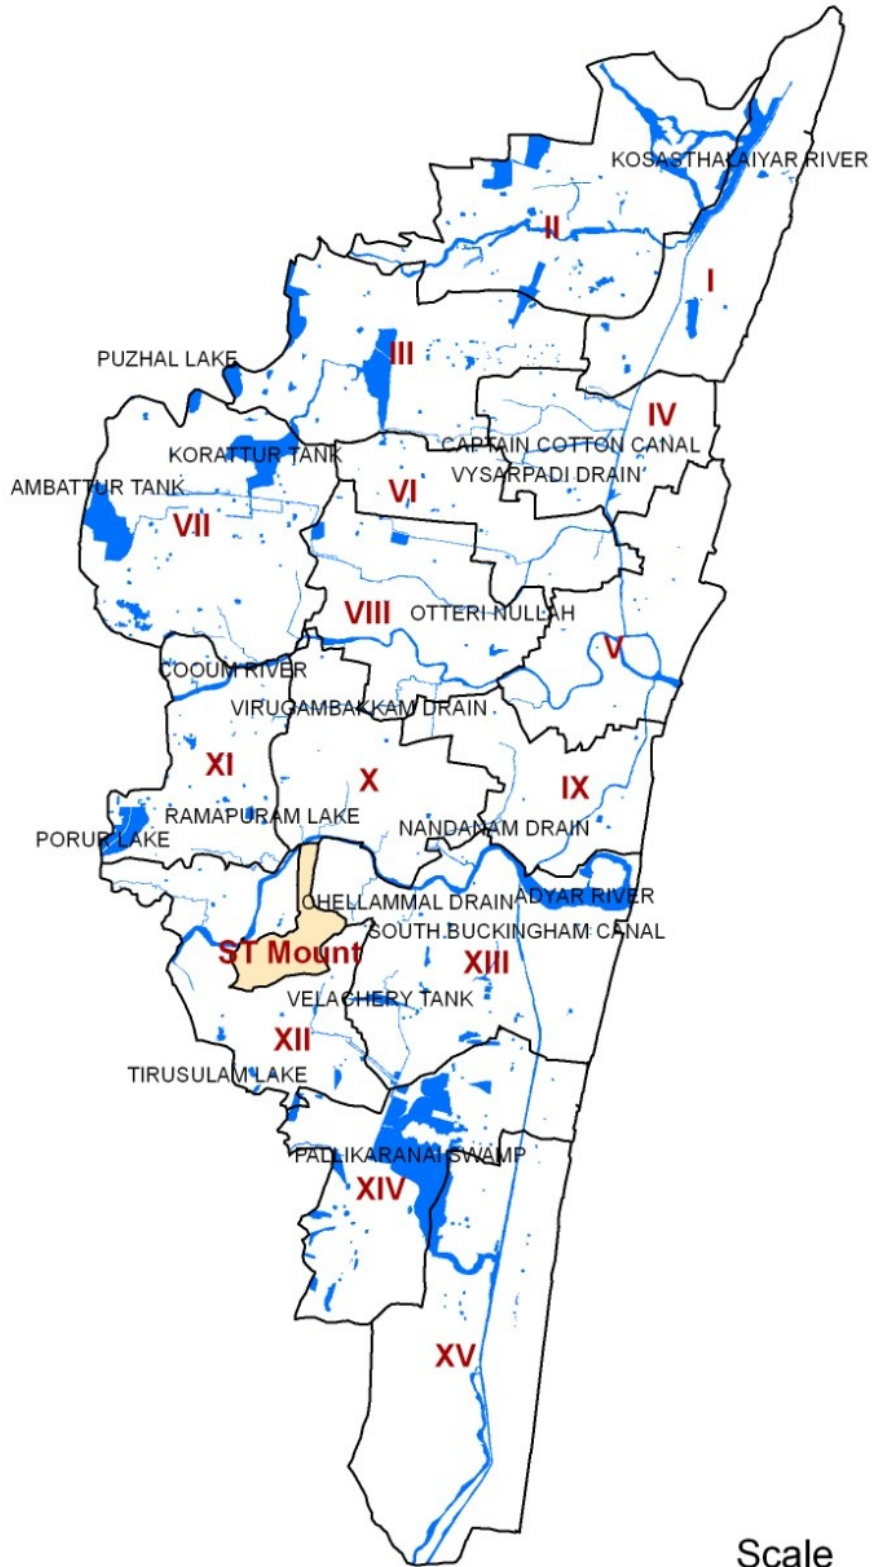 KOSASTHALAIYAR RIVER
II
I
III
PUZHAL LAKE
IV
CAPTAIN COTTON CANAL
KORATTUR TANK
VYSARPADI DRAIN
AMBATTUR TANK
VI
VII
VIII
OTTERI NULLAH
V
COOUM RIVER
VIRUGAMBAKKAM DRAIN
XI
X
IX
RAMAPURAM LAKE
NANDANAM DRAIN
PORUR LAKE
CHELLAMMAL DRAIN
ADYAR RIVER
SOUTH BUCKINGHAM CANAL
ST Mount
XIII
VELACHERY TANK
XII
TIRUSULAM LAKE
PALLIKARANAI SWAMP
XIV
XV
Scale